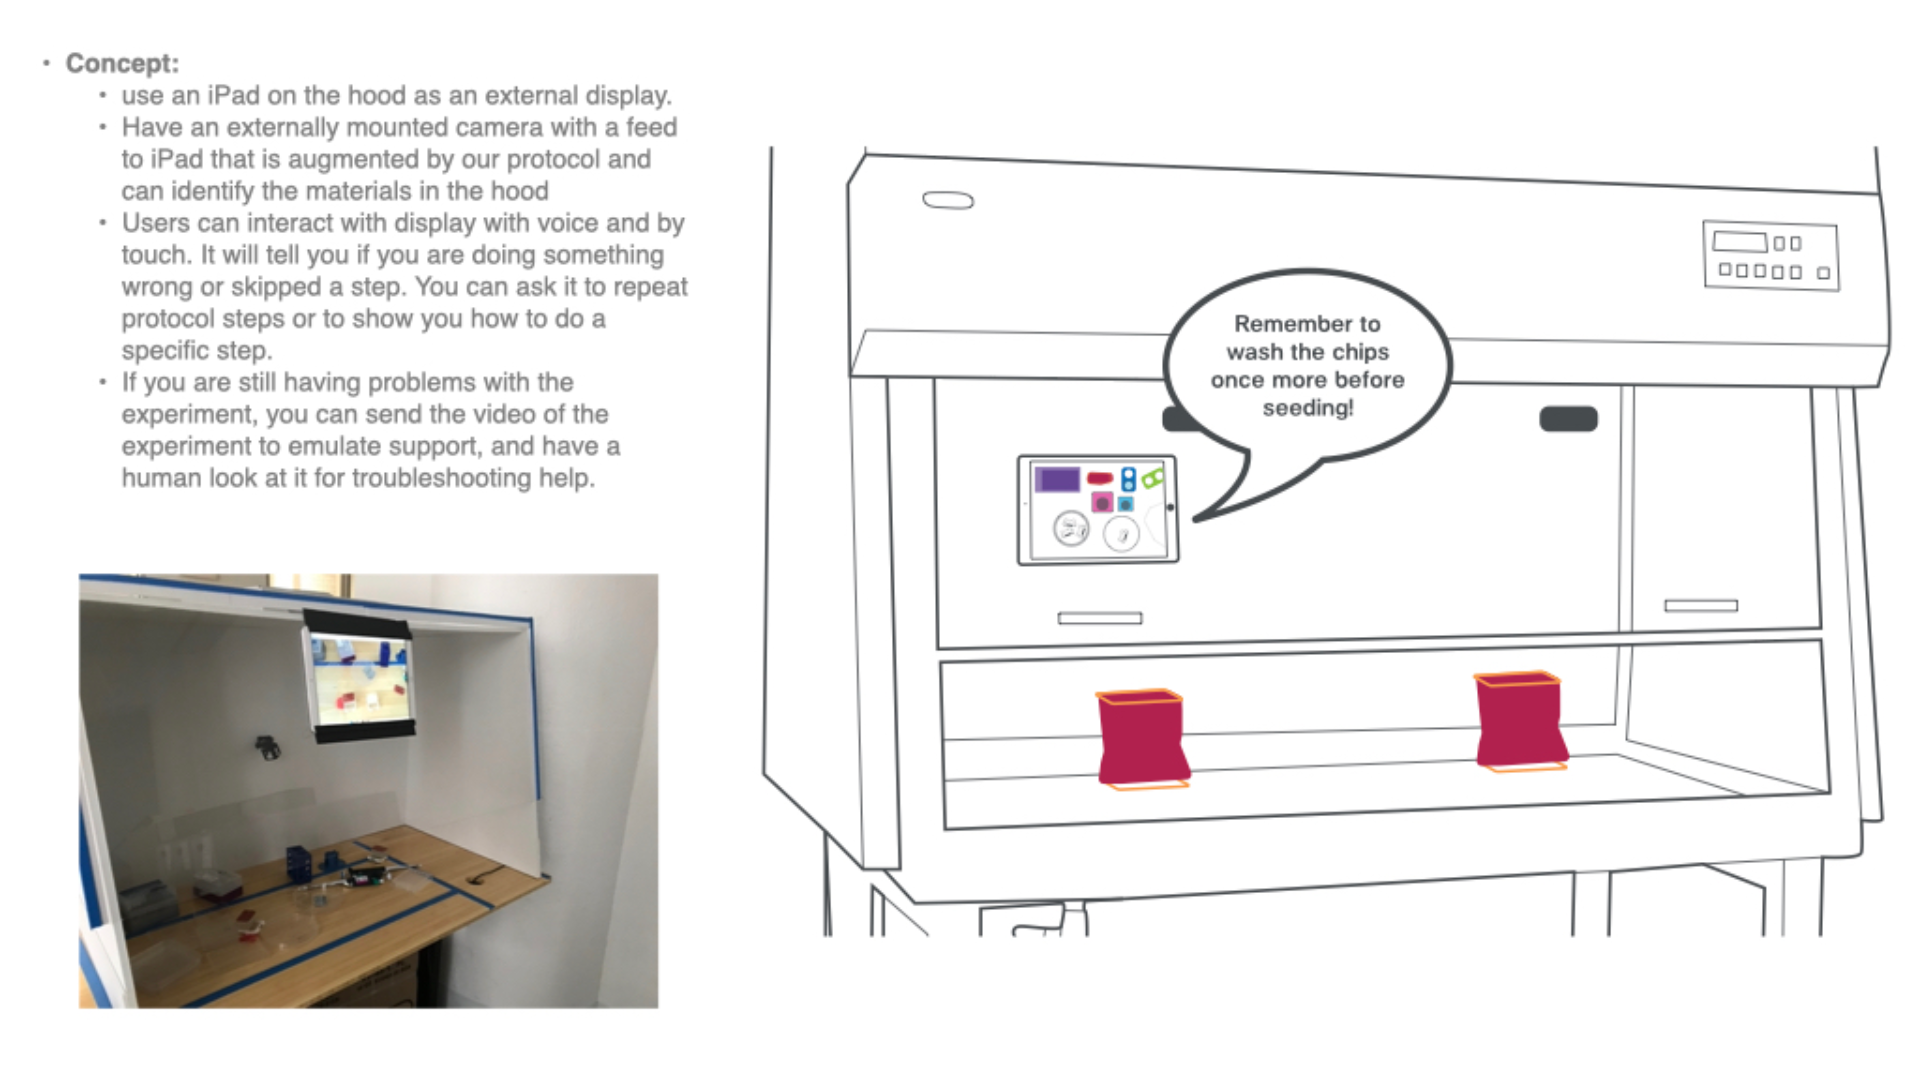 • Concept:
• use an iPad on the hood as an external display.
• Have an externally mounted camera with a feed
to iPad that is augmented by our protocol and
can identify the materials in the hood
• Users can interact with display with voice and by
touch. It will tell you if you are doing something
wrong or skipped a step. You can ask it to repeat
protocol steps or to show you how to do a
specific step.
• If you are still having problems with the
experiment, you can send the video of the
experiment to emulate support, and have a
human look at it for troubleshooting help.
Remember to
wash the chips
once more before
seeding!